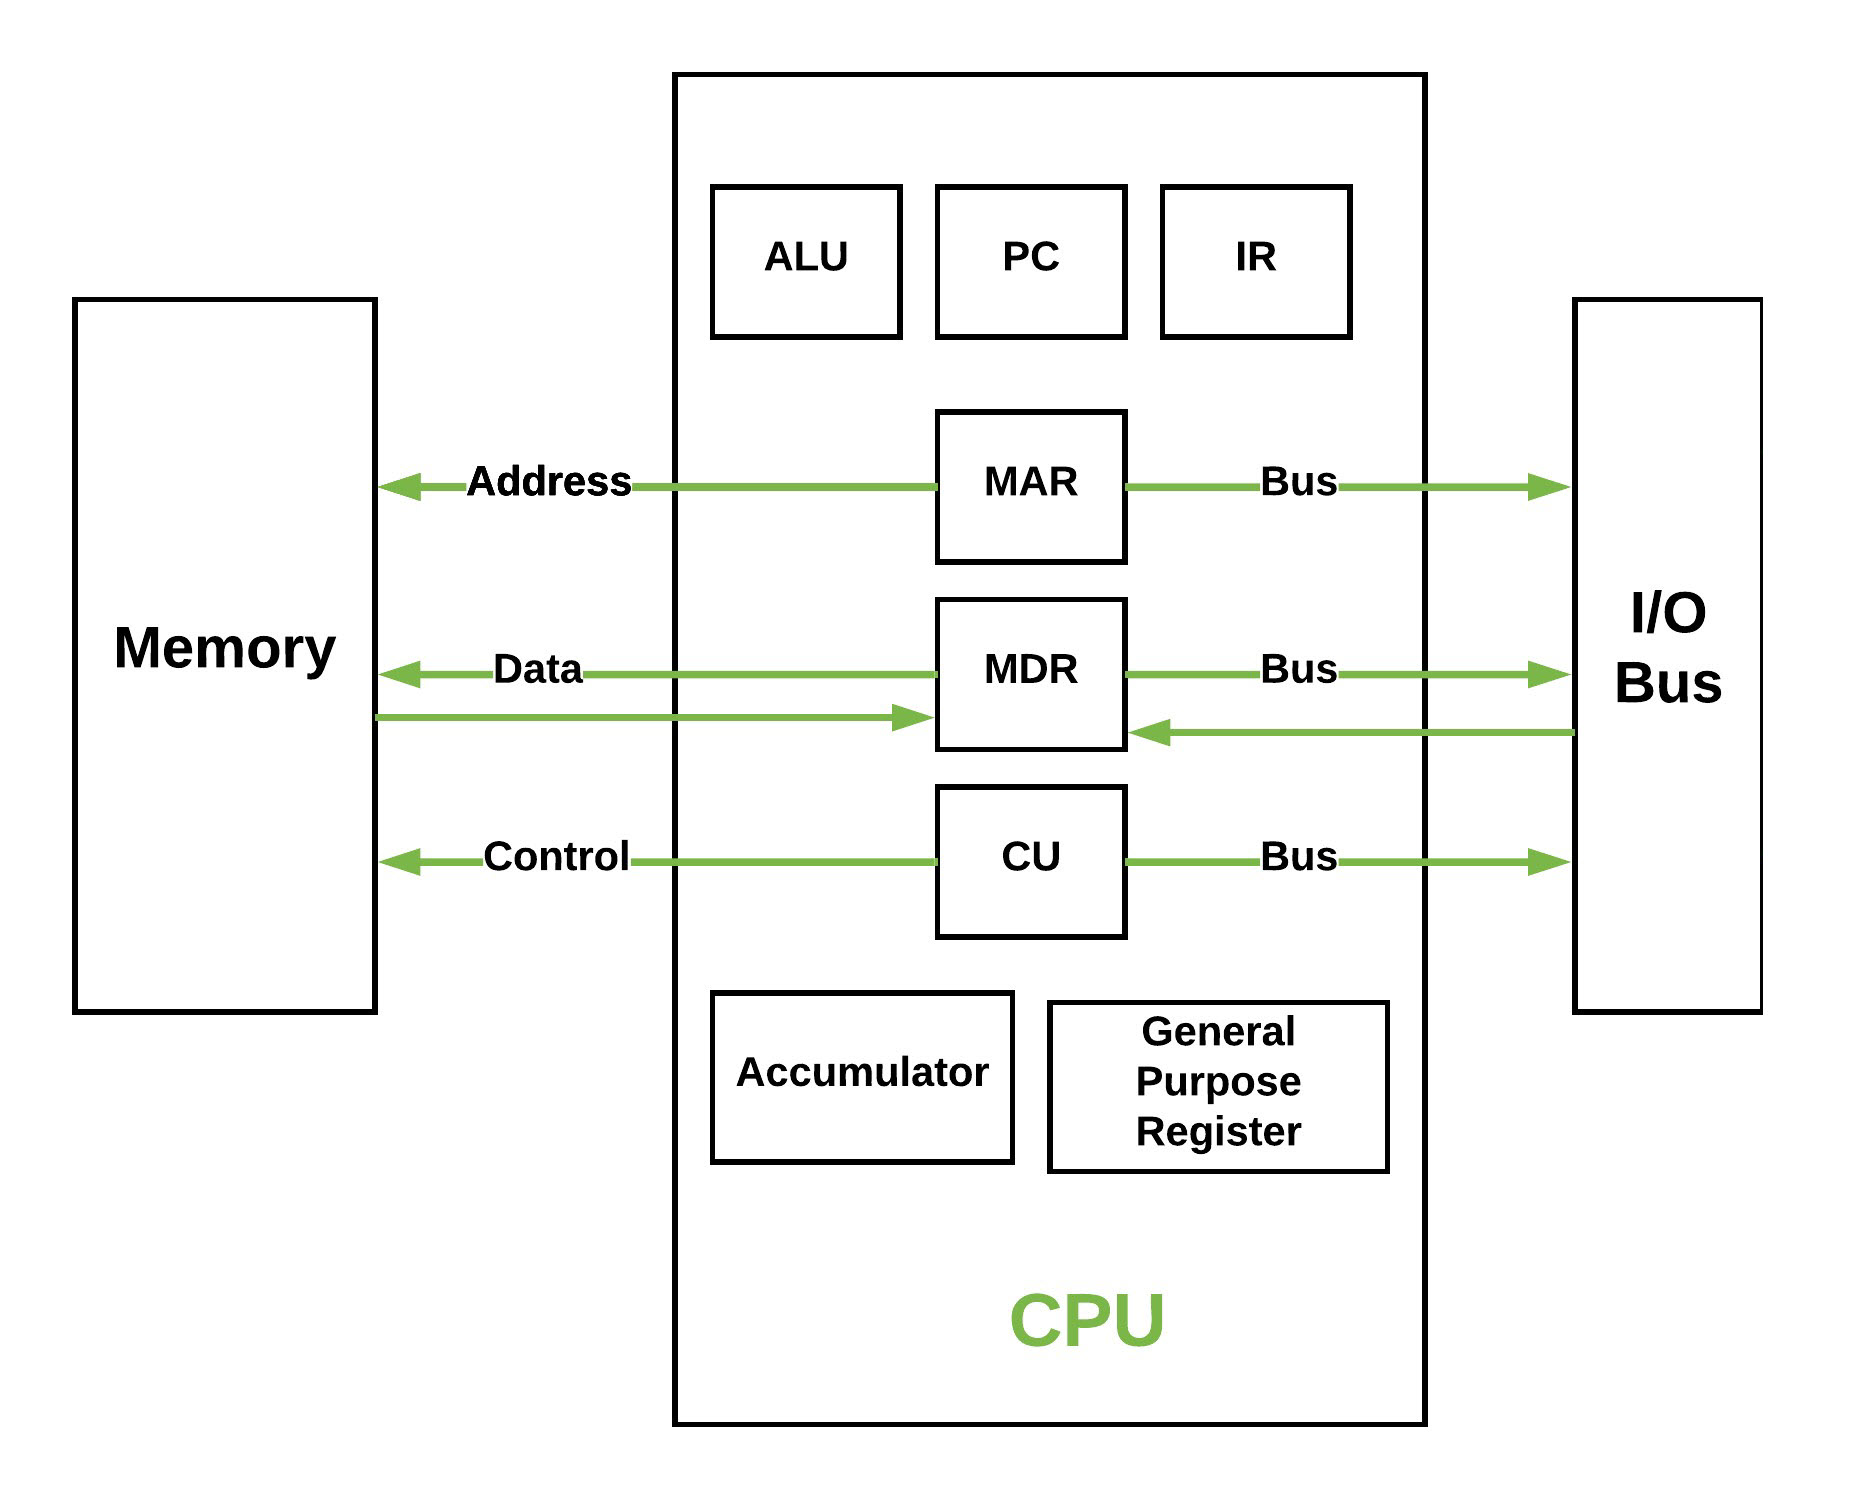 ALU PC IR
Address MAR Bus
Memory
I/O
Bus
Data MDR Bus
Control CU Bus
Accumulator
General
Purpose
Register
CPU